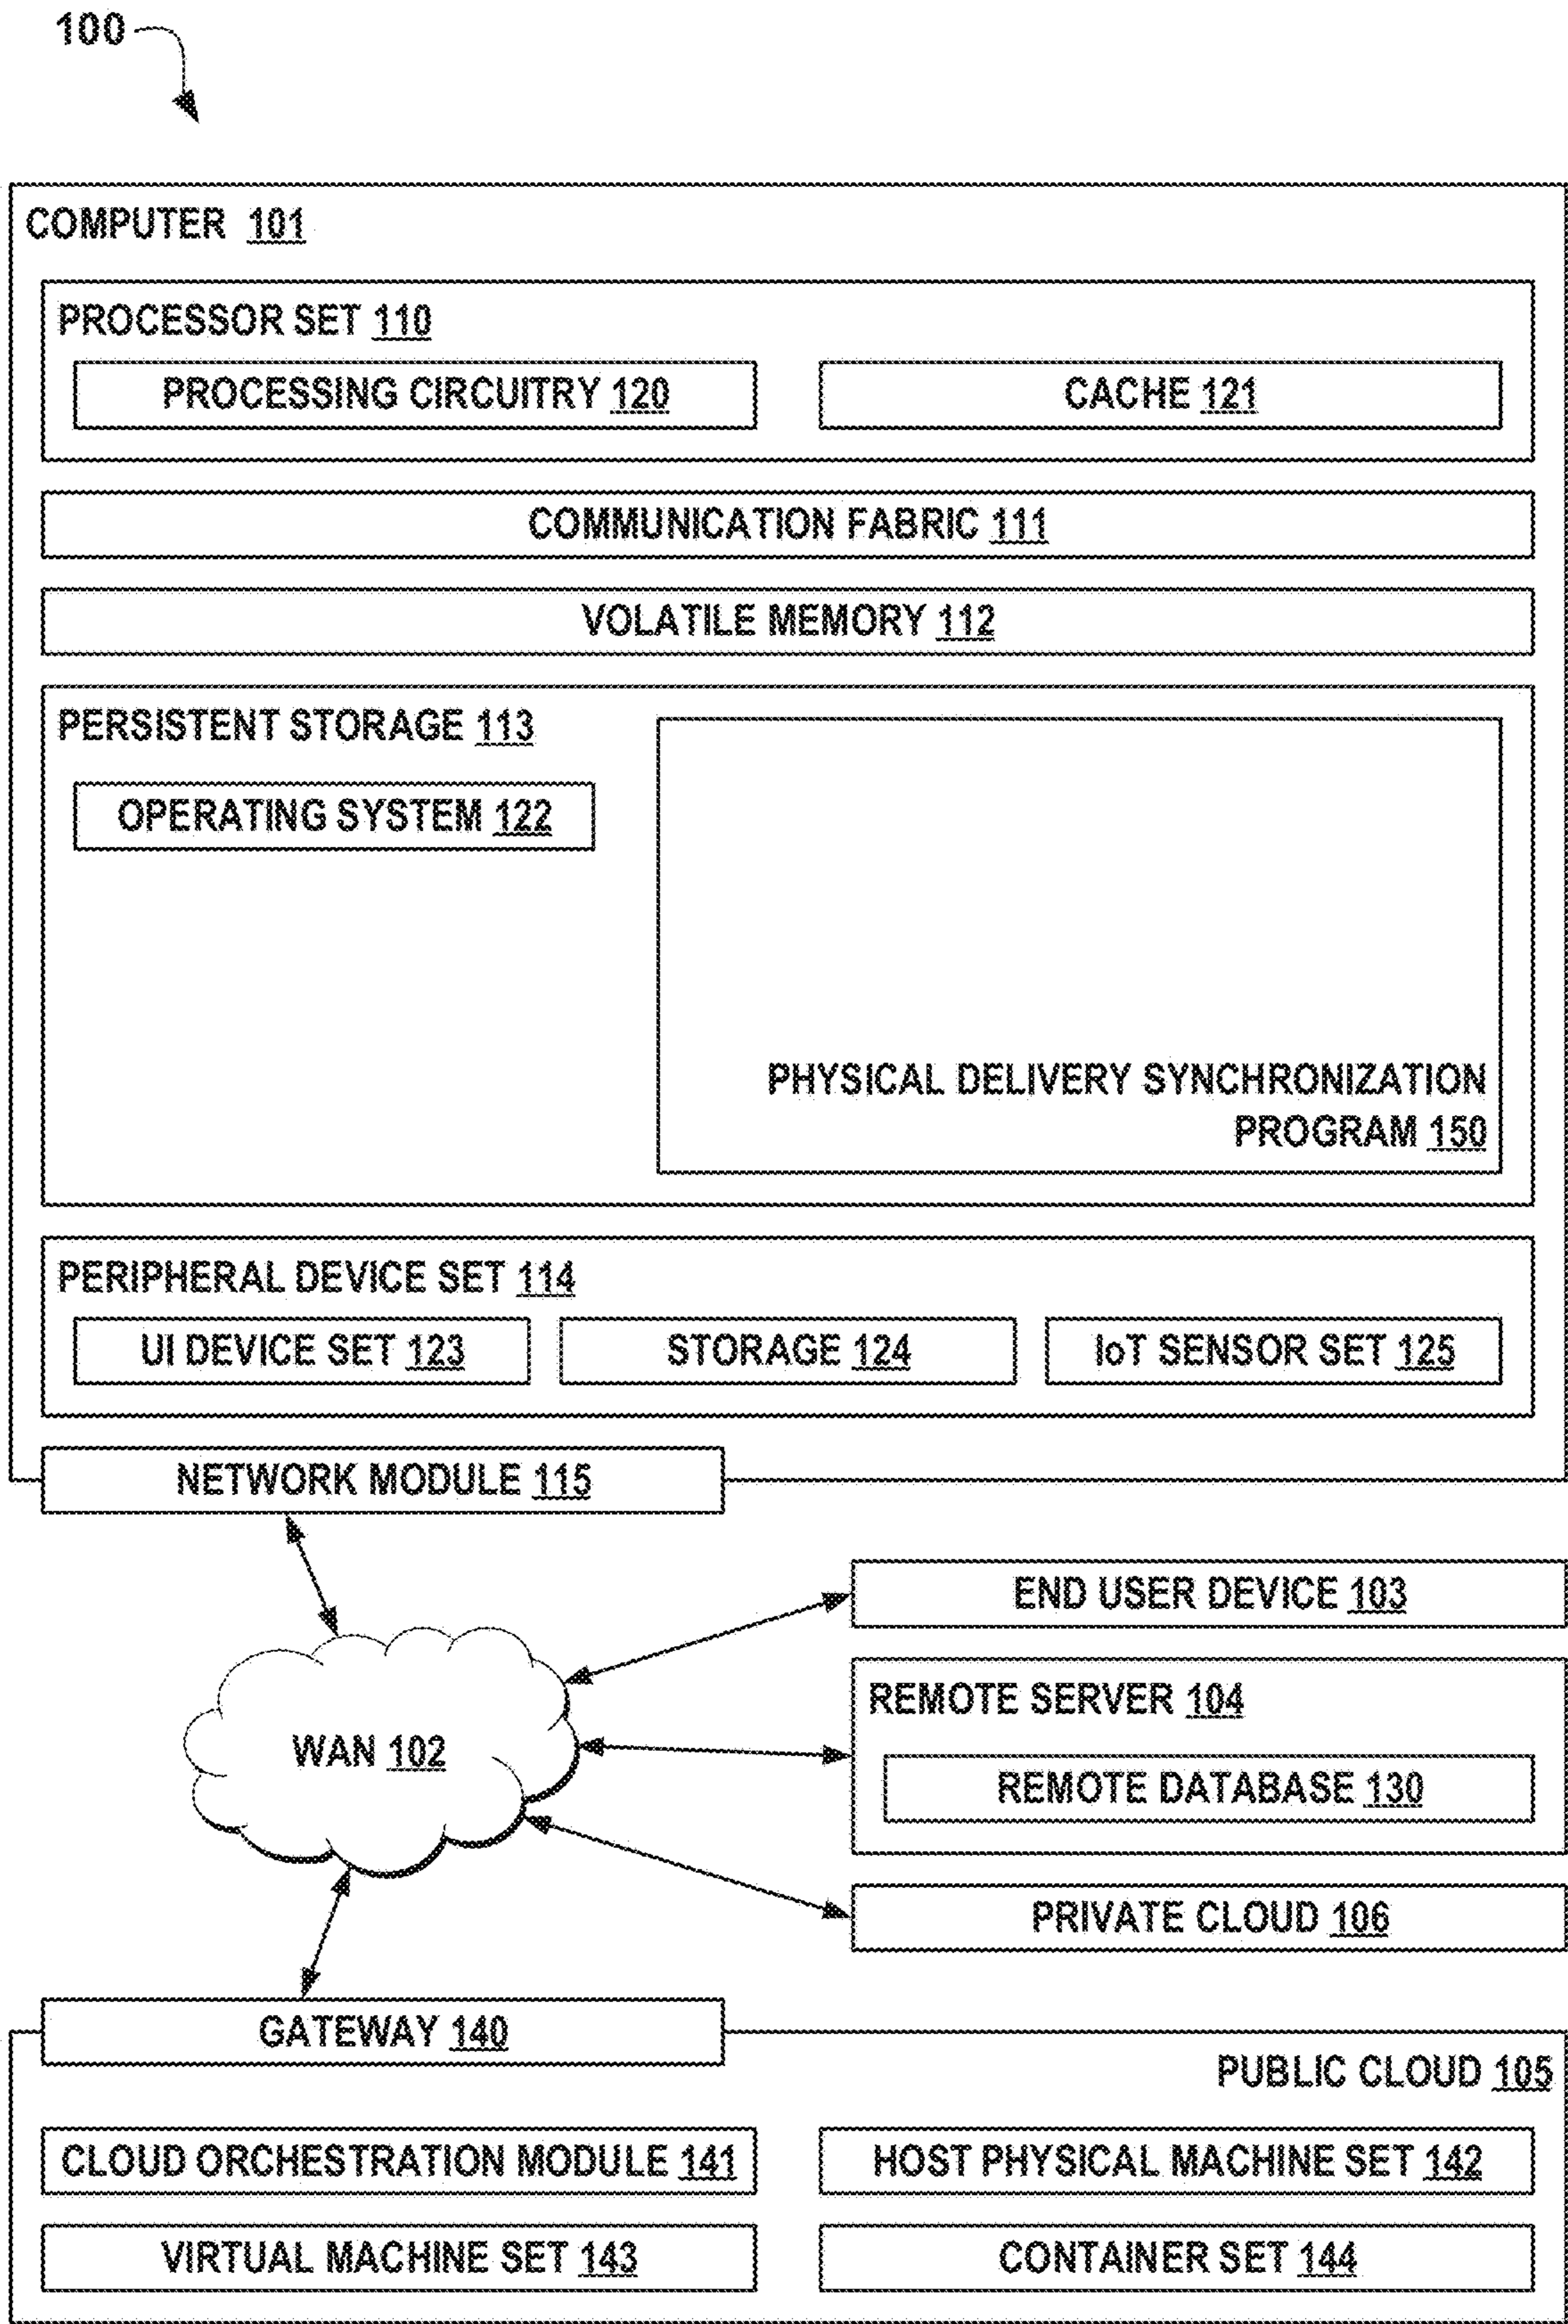 100
COMPUTER 101
PROCESSOR SET 110
PROCESSING CIRCUITRY 120
CACHE 121
COMMUNICATION FABRIC 111
VOLATILE MEMORY 112
PERSISTENT STORAGE 113
OPERATING SYSTEM 122
PHYSICAL DELIVERY SYNCHRONIZATION
PROGRAM 150
PERIPHERAL DEVICE SET 114
UI DEVICE SET 123
STORAGE 124
IoT SENSOR SET 125
NETWORK MODULE 115
END USER DEVICE 103
REMOTE SERVER 104
WAN 102
REMOTE DATABASE 130
PRIVATE CLOUD 106
GATEWAY 140
PUBLIC CLOUD 105
CLOUD ORCHESTRATION MODULE 141
HOST PHYSICAL MACHINE SET 142
VIRTUAL MACHINE SET 143
CONTAINER SET 144